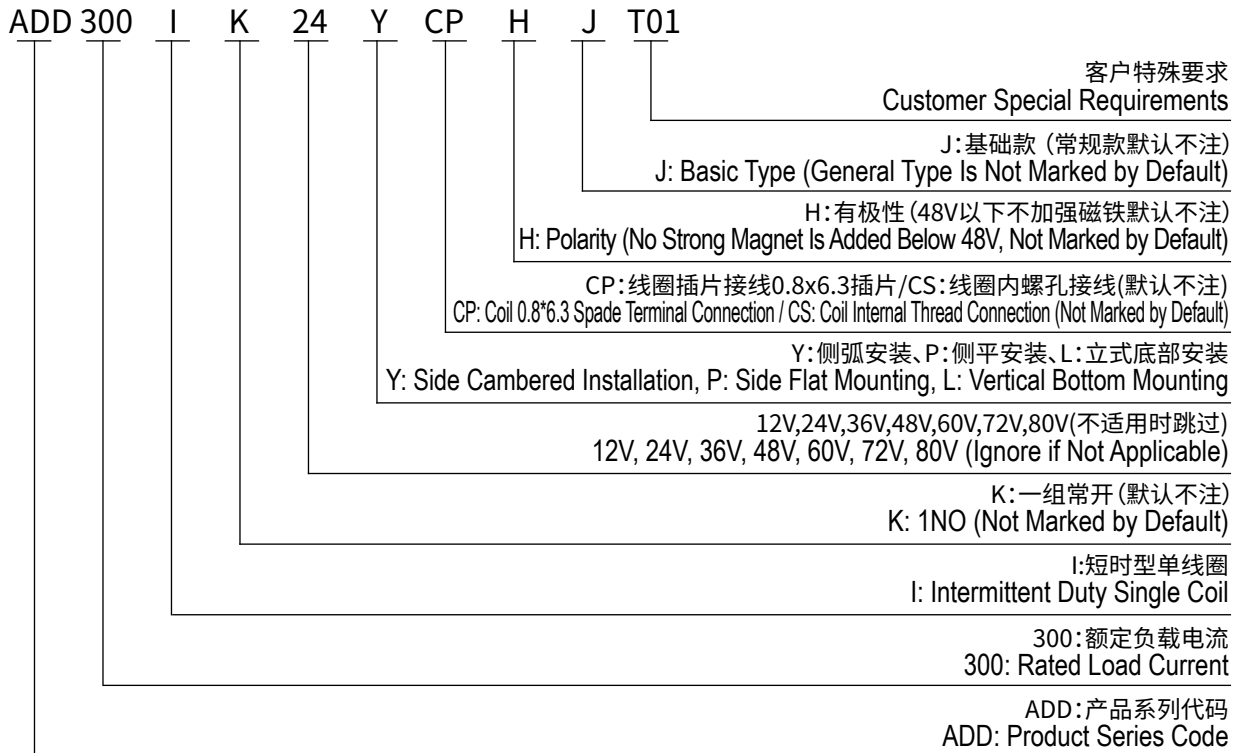 ADD 300 I K 24 Y CP H J T01
客户特殊要求
Customer Special Requirements
J:基础款（常规款默认不注）
J: Basic Type (General Type Is Not Marked by Default)
H:有极性（48V以下不加强磁铁默认不注）
H: Polarity (No Strong Magnet Is Added Below 48V, Not Marked by Default)
CP:线圈插片接线0.8x6.3插片/CS:线圈内螺孔接线(默认不注)
CP: Coil 0.8*6.3 Spade Terminal Connection / CS: Coil Internal Thread Connection (Not Marked by Default)
Y:侧弧安装、P:侧平安装、L:立式底部安装
Y: Side Cambered Installation, P: Side Flat Mounting, L: Vertical Bottom Mounting
12V,24V,36V,48V,60V,72V,80V(不适用时跳过)
12V, 24V, 36V, 48V, 60V, 72V, 80V (Ignore if Not Applicable)
K:一组常开（默认不注）
K: 1NO (Not Marked by Default)
I:短时型单线圈
I: Intermittent Duty Single Coil
300:额定负载电流
300: Rated Load Current
ADD:产品系列代码
ADD: Product Series Code